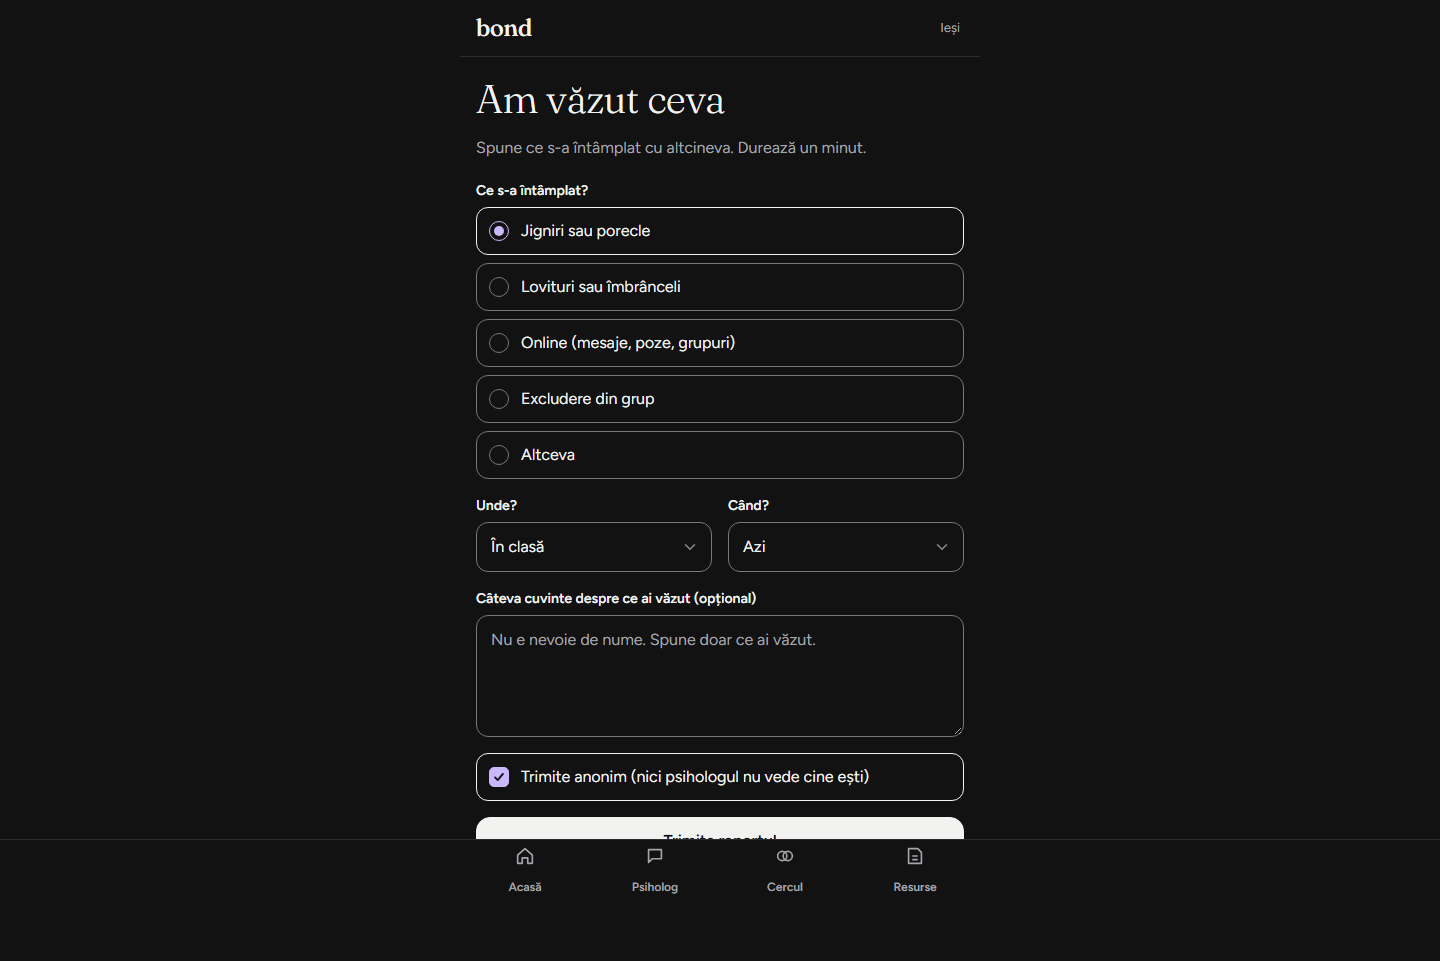 bond
Ieși
Am văzut ceva
Spune ce s-a întâmplat cu altcineva. Durează un minut.
Ce s-a întâmplat?
Jigniri sau porecle
Lovituri sau îmbrânceli
Online (mesaje, poze, grupuri)
Excludere din grup
Altceva
Unde?
Când?
În clasă
Azi
Câteva cuvinte despre ce ai văzut (opțional)
Nu e nevoie de nume. Spune doar ce ai văzut.
Trimite anonim (nici psihologul nu vede cine ești)
Acasă
Psiholog
Cercul
Resurse